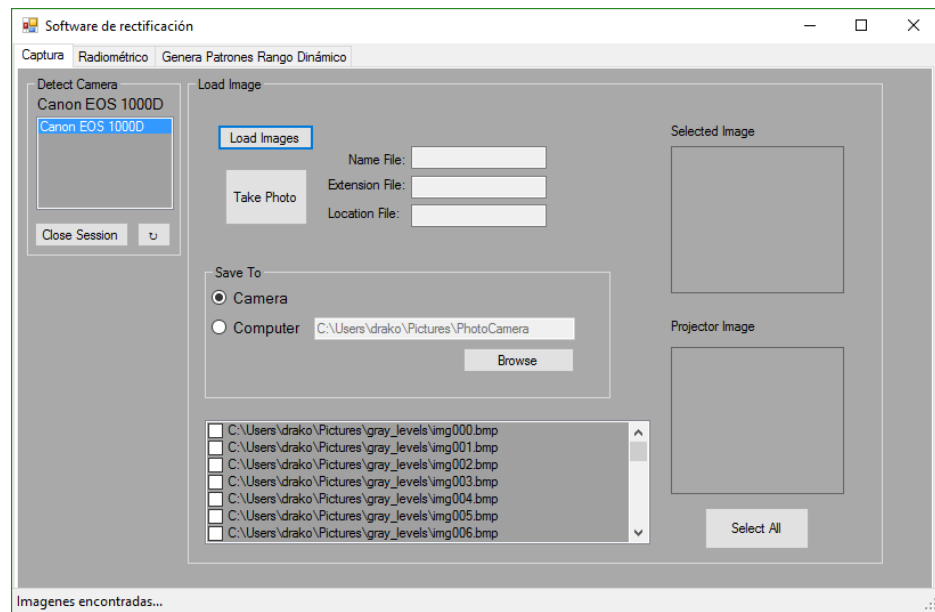 Software de rectificación
Captura
Radiométrico
Genera Patrones Rango Dinámico
Detect Camera
Canon EOS 1000D
Canon EOS 1000D
Close Session
↻
Load Image
Load Images
Take Photo
Name File:
Extension File:
Location File:
Save To
Camera
Computer
C:\Users\drako\Pictures\PhotoCamera
Browse
C:\Users\drako\Pictures\gray_levels\img000.bmp
C:\Users\drako\Pictures\gray_levels\img001.bmp
C:\Users\drako\Pictures\gray_levels\img002.bmp
C:\Users\drako\Pictures\gray_levels\img003.bmp
C:\Users\drako\Pictures\gray_levels\img004.bmp
C:\Users\drako\Pictures\gray_levels\img005.bmp
C:\Users\drako\Pictures\gray_levels\img006.bmp
Selected Image
Projector Image
Select All
Imagenes encontradas...